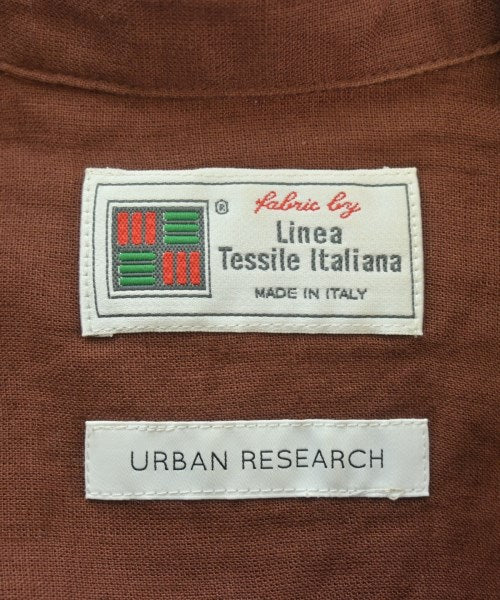 ®
fabric by
Linea
Tessile Italiana
MADE IN ITALY
URBAN RESEARCH